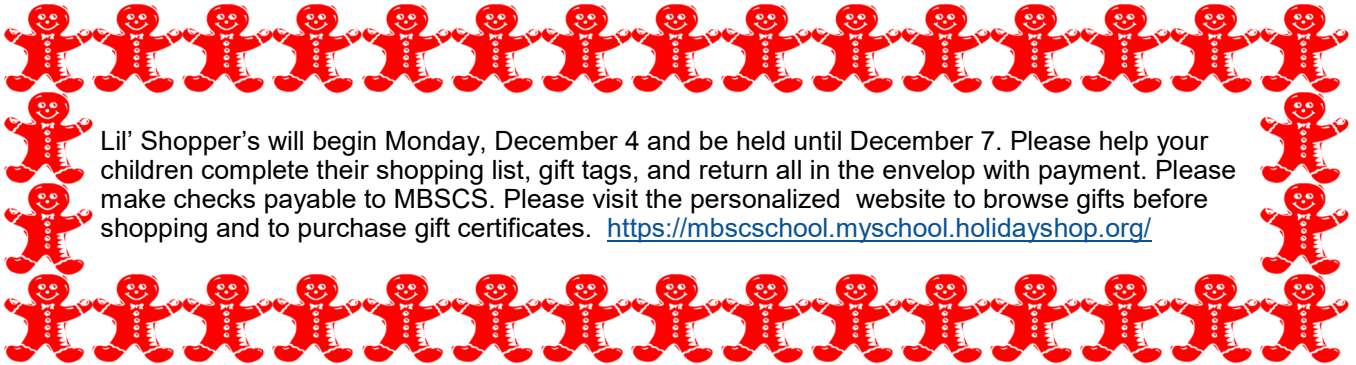 Lil’ Shopper’s will begin Monday, December 4 and be held until December 7. Please help your
children complete their shopping list, gift tags, and return all in the envelop with payment. Please
make checks payable to MBSCS. Please visit the personalized  website to browse gifts before
shopping and to purchase gift certificates.  https://mbscschool.myschool.holidayshop.org/